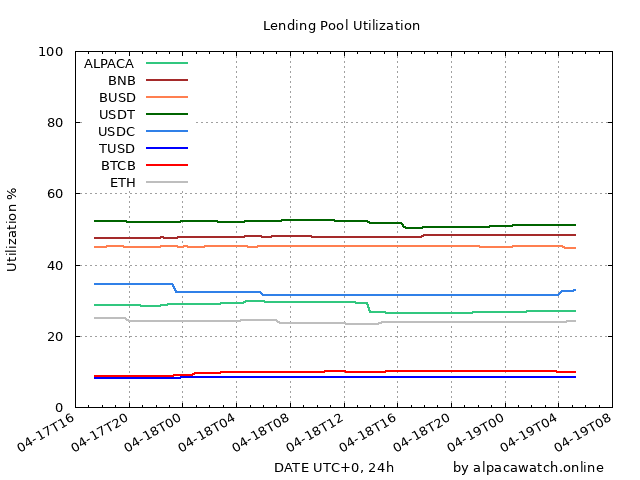 Lending Pool Utilization
100
80
60
40
20
0
Utilization %
ALPACA
BNB
BUSD
USDT
USDC
TUSD
BTCB
ETH
04-17T16
04-17T20
04-18T00
04-18T04
04-18T08
04-18T12
04-18T16
04-18T20
04-19T00
04-19T04
04-19T08
DATE UTC+0, 24h
by alpacawatch.online